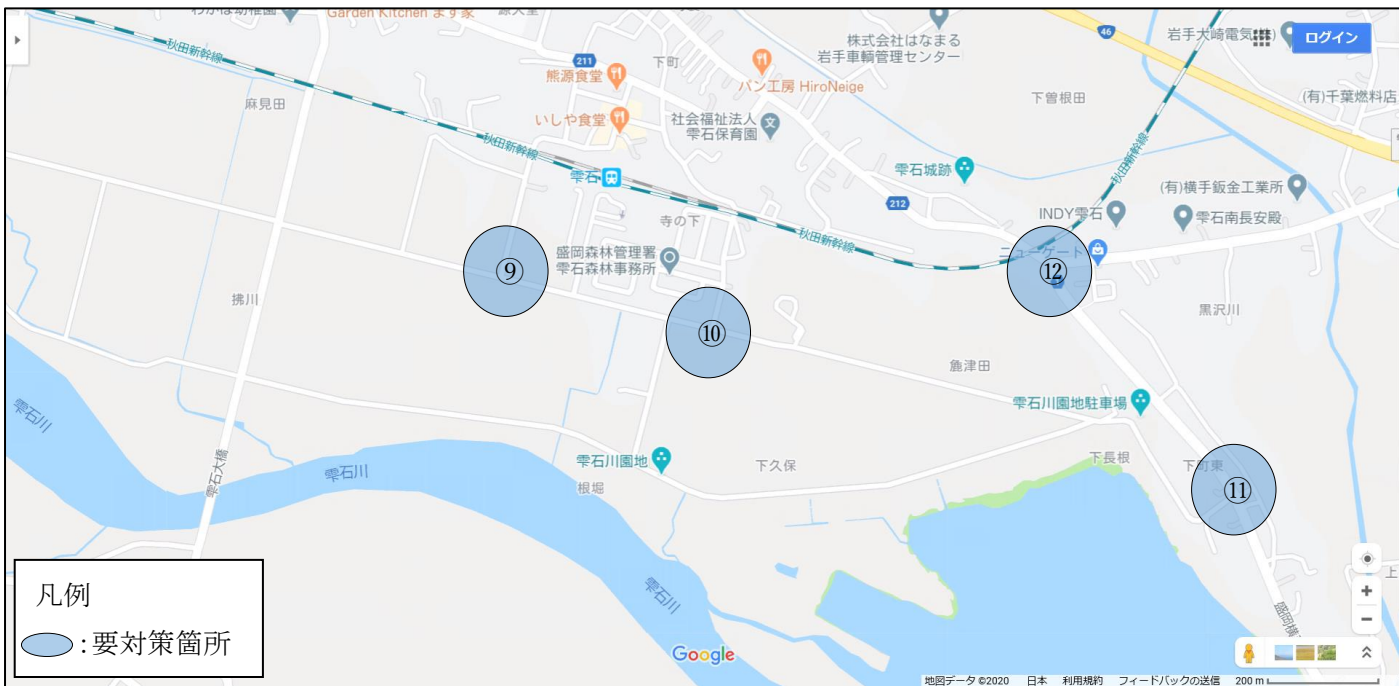 Garden Kitchen ます家
46
岩手大崎電気㈱
ログイン
211
下町
株式会社はなまる
岩手車輌管理センター
秋田新幹線
熊源食堂
パン工房 HiroNeige
麻見田
下曽根田
(有)千葉燃料店
いしや食堂
社会福祉法人
雫石保育園
秋田新幹線
秋田新幹線
雫石
雫石城跡
(有)横手鈑金工業所
212
INDY雫石
雫石南長安殿
寺の下
秋田新幹線
盛岡森林管理署
雫石森林事務所
ニューゲート
⑨
⑫
拂川
黒沢川
⑩
雫石川園地駐車場
雫石川
雫石大橋
雫石川
雫石川園地
下久保
下長根
下町東
根堀
⑪
凡例
:要対策箇所
雫石川
Google
地図データ ©2020 日本 利用規約 フィードバックの送信 200 m